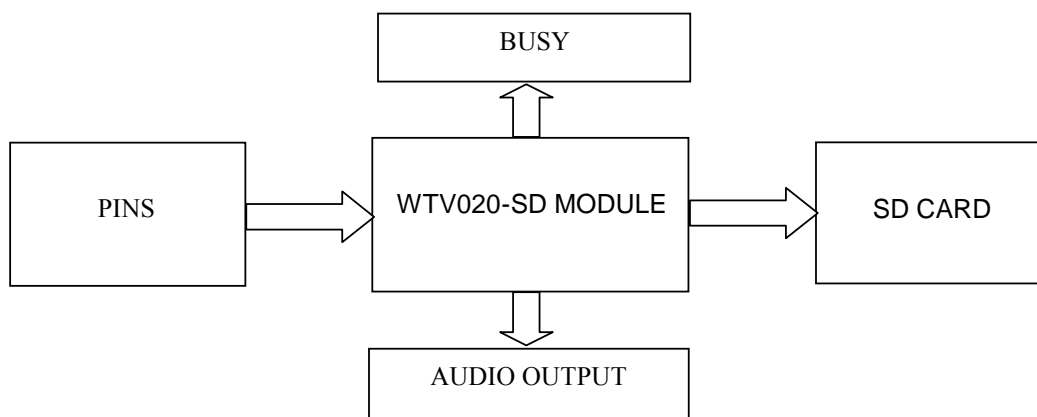 BUSY
PINS
WTV020-SD MODULE
SD CARD
AUDIO OUTPUT